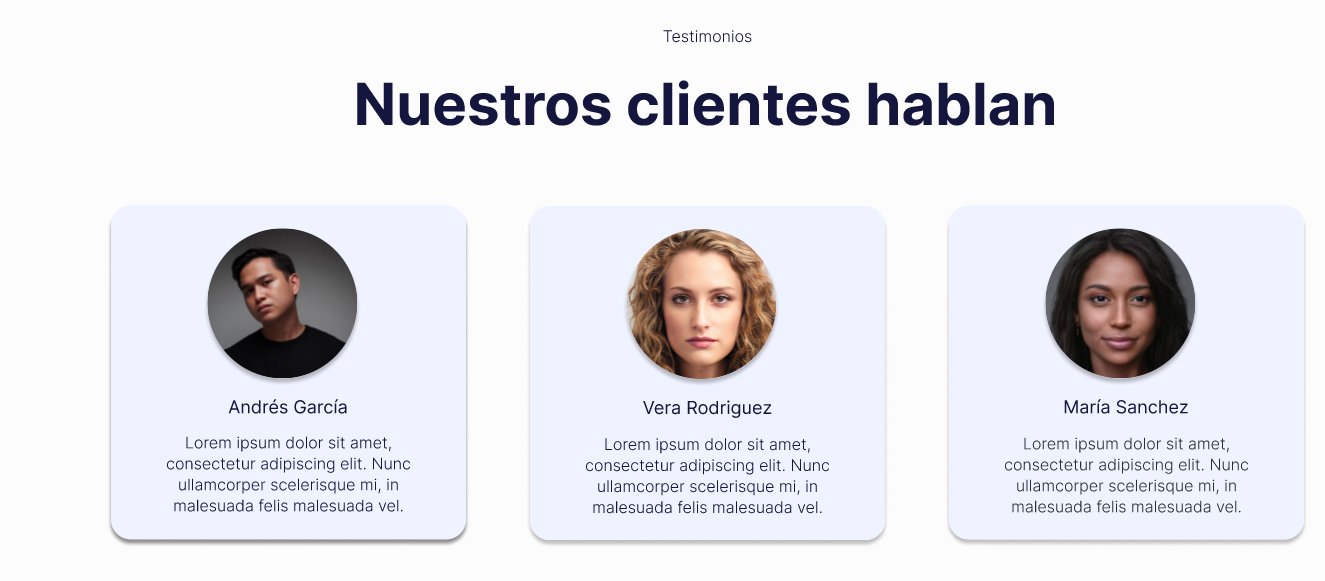 Testimonios
Nuestros clientes hablan
Andrés García
Lorem ipsum dolor sit amet,
consectetur adipiscing elit. Nunc
ullamcorper scelerisque mi, in
malesuada felis malesuada vel.
Vera Rodriguez
Lorem ipsum dolor sit amet,
consectetur adipiscing elit. Nunc
ullamcorper scelerisque mi, in
malesuada felis malesuada vel.
María Sanchez
Lorem ipsum dolor sit amet,
consectetur adipiscing elit. Nunc
ullamcorper scelerisque mi, in
malesuada felis malesuada vel.